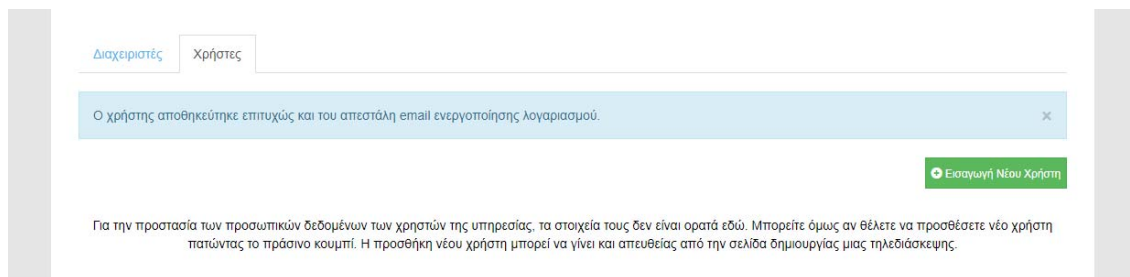 Διαχειριστές Χρήστες
Ο χρήστης αποθηκεύτηκε επιτυχώς και του απεστάλη email ενεργοποίησης λογαριασμού. ×
Εισαγωγή Νέου Χρήστη
Για την προστασία των προσωπικών δεδομένων των χρηστών της υπηρεσίας, τα στοιχεία τους δεν είναι ορατά εδώ. Μπορείτε όμως αν θέλετε να προσθέσετε νέο χρήστη
πατώντας το πράσινο κουμπί. Η προσθήκη νέου χρήστη μπορεί να γίνει και απευθείας από την σελίδα δημιουργίας μιας τηλεδιάσκεψης.